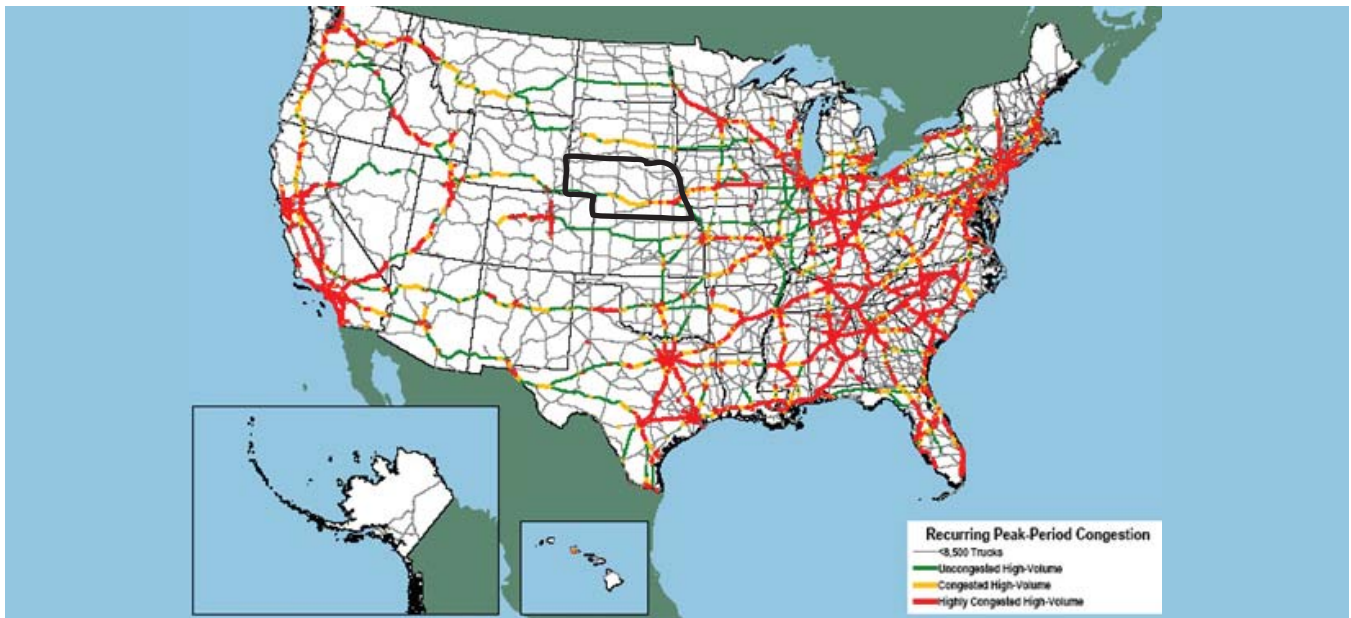 Recurring Peak-Period Congestion
<8,500 Trucks
Uncongested High-Volume
Congested High-Volume
Highly Congested High-Volume